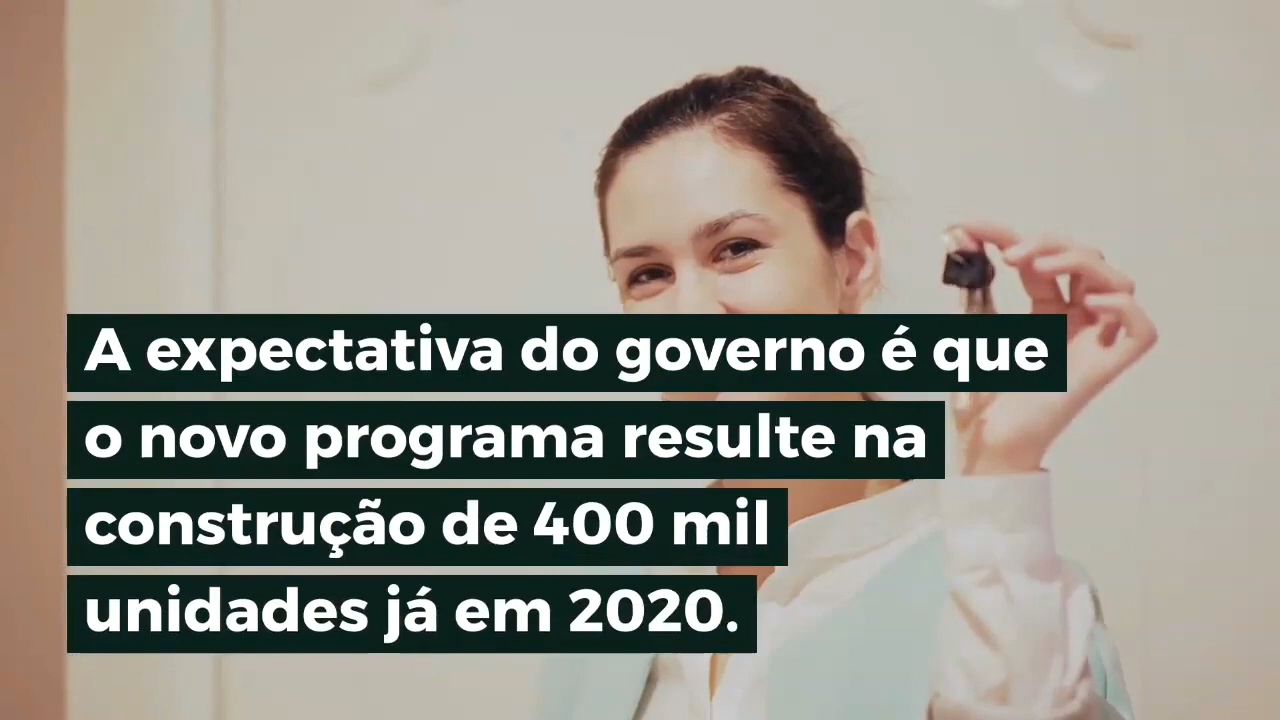 A expectativa do governo é que
o novo programa resulte na
construção de 400 mil
unidades já em 2020.